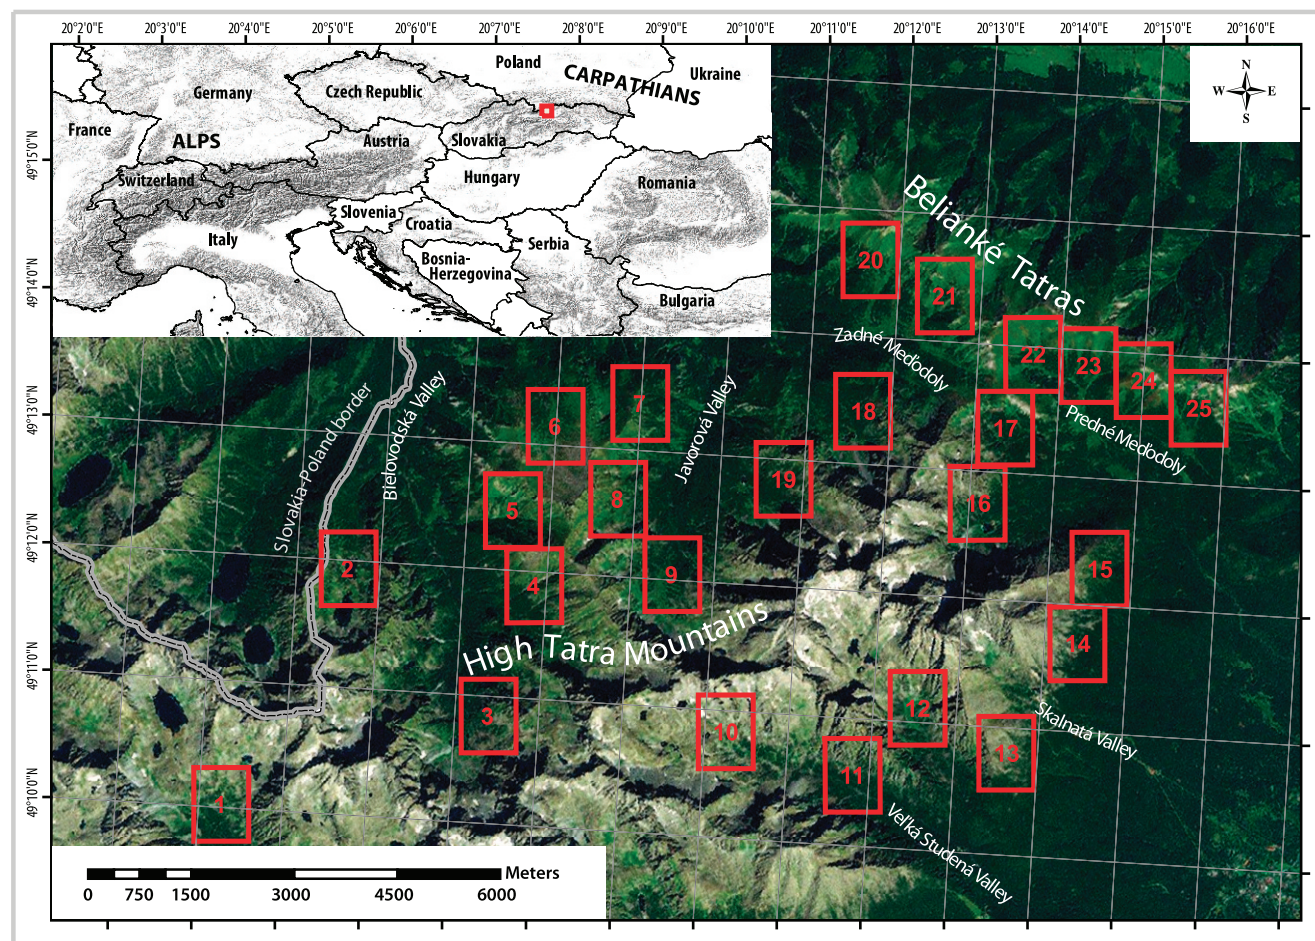 20°2'0"E 20°3'0"E 20°4'0"E 20°5'0"E 20°6'0"E 20°7'0"E 20°8'0"E 20°9'0"E 20°10'0"E 20°11'0"E 20°12'0"E 20°13'0"E 20°14'0"E 20°15'0"E 20°16'0"E
49°15'0"N
49°14'0"N
49°13'0"N
49°12'0"N
49°11'0"N
49°10'0"N
Poland
CARPATHIANS
Ukraine
Germany
Czech Republic
France
ALPS
Austria
Slovakia
Switzerland
Hungary
Romania
Slovenia
Croatia
Italy
Serbia
Bosnia-
Herzegovina
Bulgaria
N
W E
S
Belianké Tatras
20
21
Zadné Meďodoly
22
23
24
25
Predné Meďodoly
Slovakia-Poland border
Bielovodská Valley
Javorová Valley
7
6
18
17
19
5
8
16
2
4
9
15
High Tatra Mountains
14
3
10
12
Skalnatá Valley
13
11
1
Veľká Studená Valley
Meters
0 750 1500 3000 4500 6000